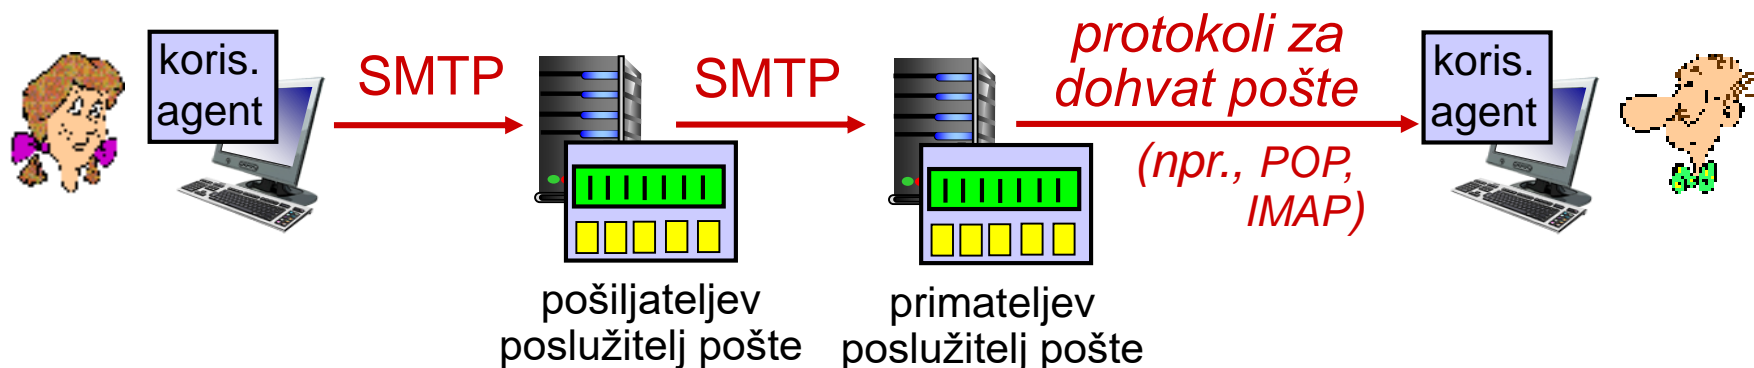 koris.
agent
SMTP
SMTP
protokoli za
dohvat pošte
(npr., POP,
IMAP)
koris.
agent
pošiljateljev
poslužitelj pošte
primateljev
poslužitelj pošte